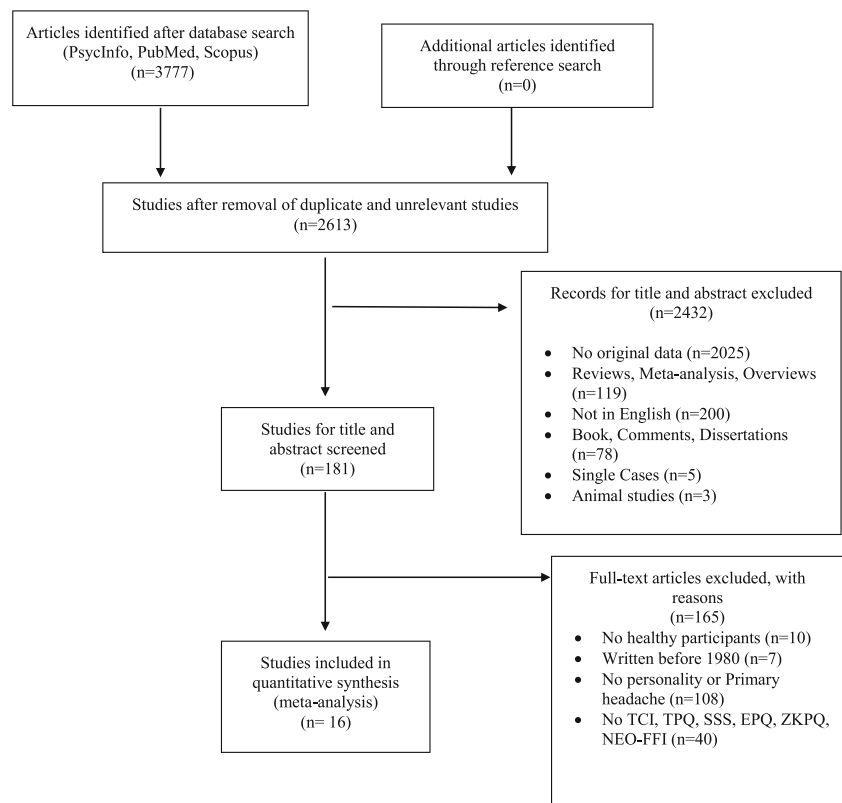 Articles identified after database search
(PsycInfo, PubMed, Scopus)
(n=3777)
Additional articles identified
through reference search
(n=0)
Studies after removal of duplicate and unrelevant studies
(n=2613)
Records for title and abstract excluded
(n=2432)
• No original data (n=2025)
• Reviews, Meta-analysis, Overviews
(n=119)
• Not in English (n=200)
• Book, Comments, Dissertations
(n=78)
• Single Cases (n=5)
• Animal studies (n=3)
Studies for title and
abstract screened
(n=181)
Full-text articles excluded, with
reasons
(n=165)
• No healthy participants (n=10)
• Written before 1980 (n=7)
• No personality or Primary
headache (n=108)
• No TCI, TPQ, SSS, EPQ, ZKPQ,
NEO-FFI (n=40)
Studies included in
quantitative synthesis
(meta-analysis)
(n= 16)